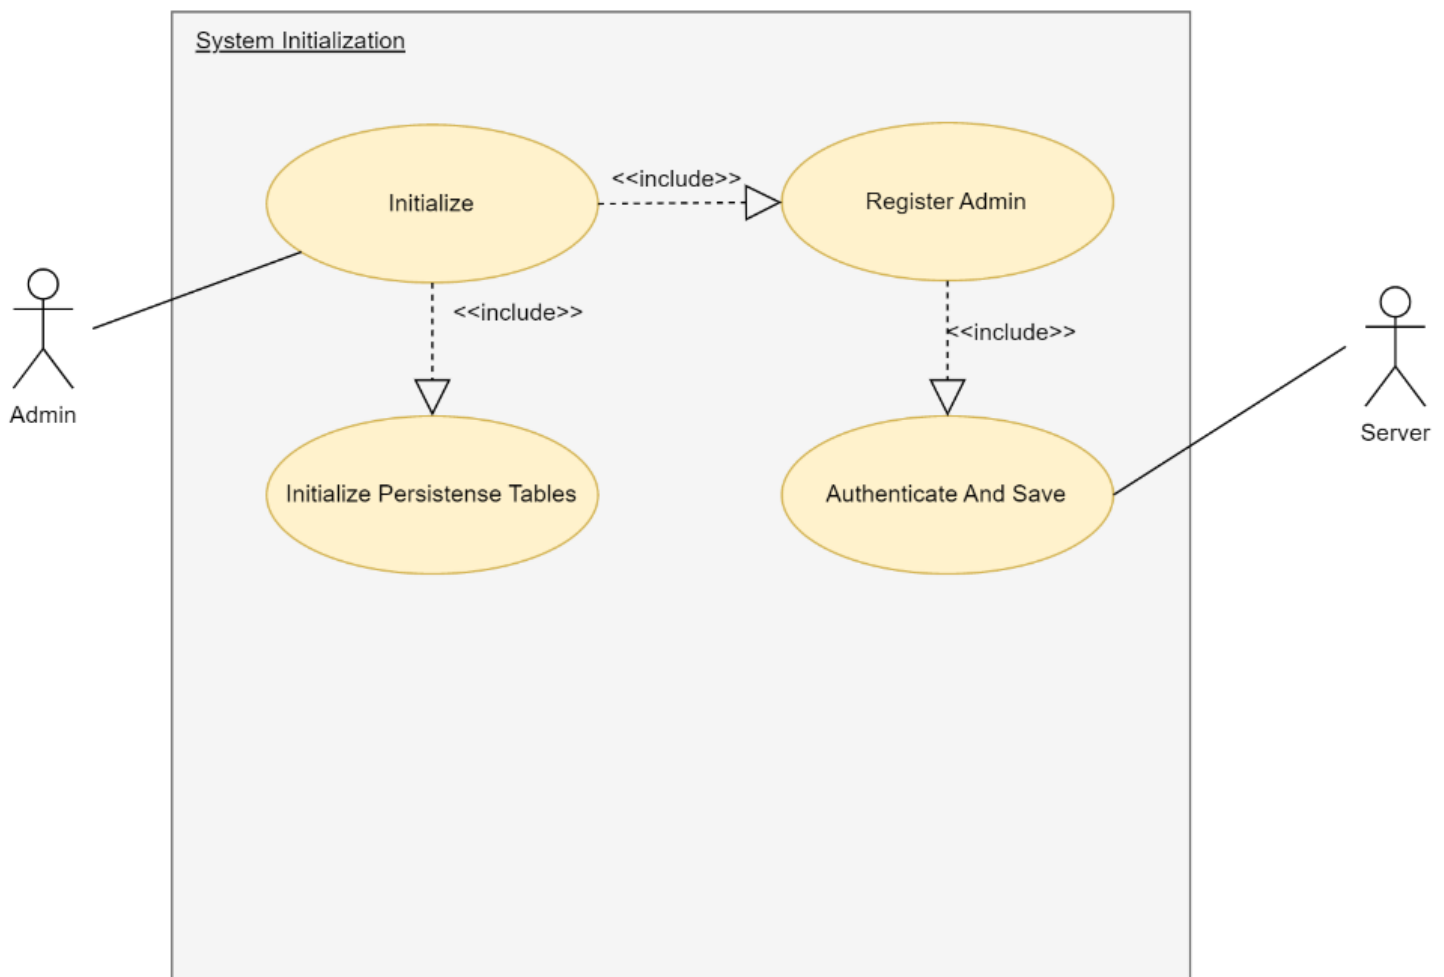 System Initialization
<<include>>
Initialize
Register Admin
<<include>>
<<include>>
Admin
Server
Initialize Persistense Tables
Authenticate And Save